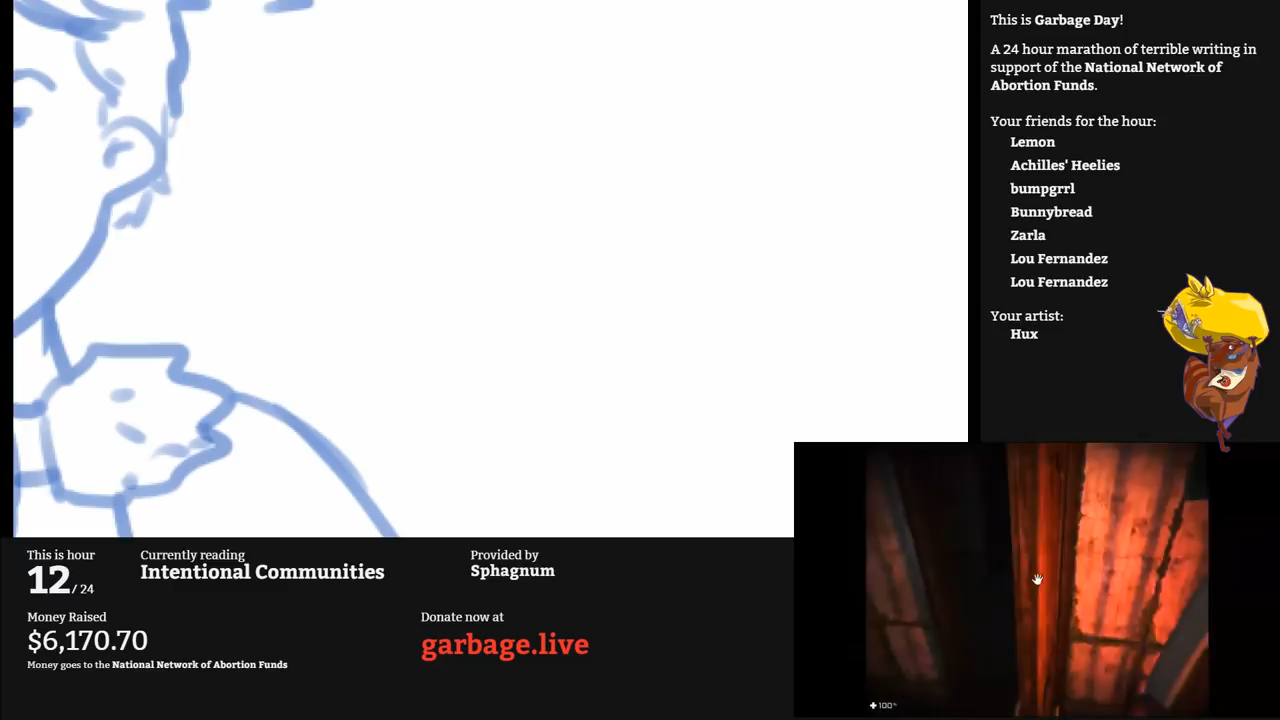 This is Garbage Day!
A 24 hour marathon of terrible writing in
support of the National Network of
Abortion Funds.
Your friends for the hour:
Lemon
Achilles' Heelies
bumpgrrl
Bunnybread
Zarla
Lou Fernandez
Lou Fernandez
Your artist:
Hux
This is hour
12 / 24
Currently reading
Intentional Communities
Provided by
Sphagnum
Money Raised
$6,170.70
Money goes to the National Network of Abortion Funds
Donate now at
garbage.live
100%